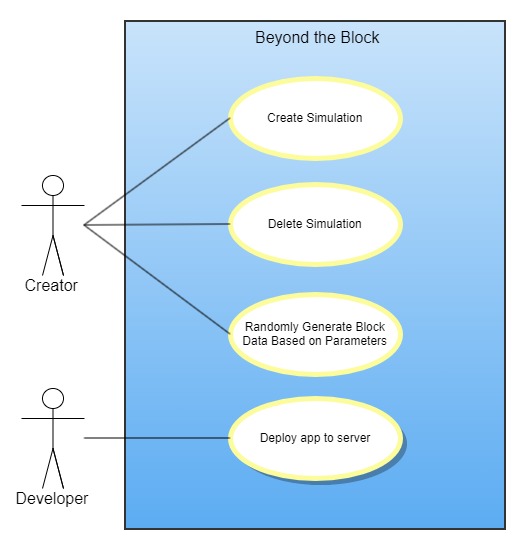 Beyond the Block
Create Simulation
Delete Simulation
Creator
Randomly Generate Block
Data Based on Parameters
Deploy app to server
Developer